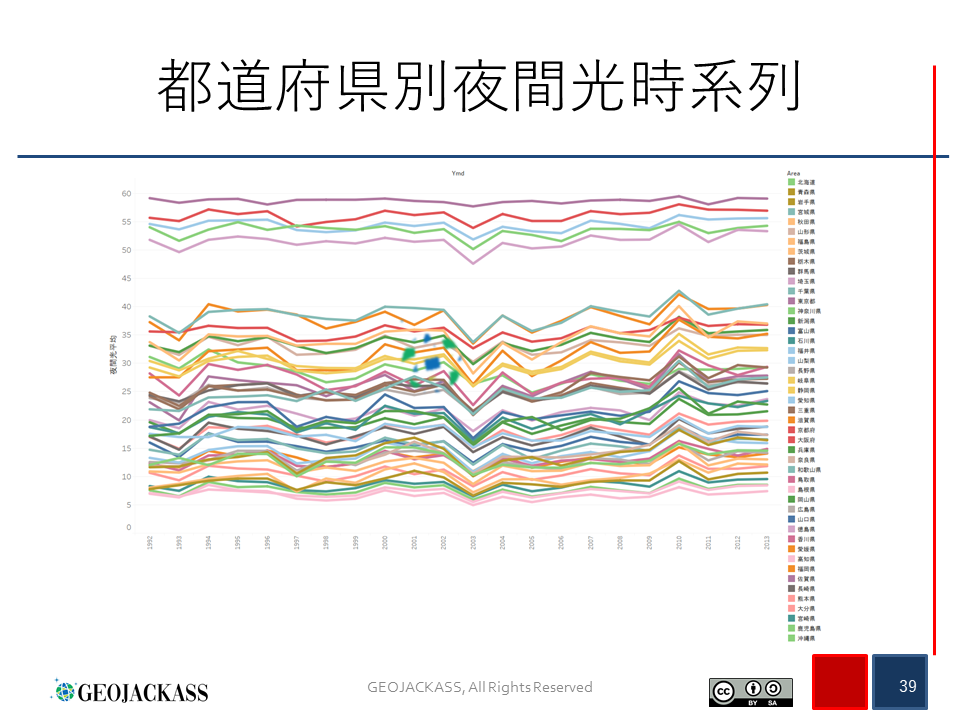 都道府県別夜間光時系列
Ymd
夜間光平均
60
55
50
45
40
35
30
25
20
15
10
5
0
1992
1993
1994
1995
1996
1997
1998
1999
2000
2001
2002
2003
2004
2005
2006
2007
2008
2009
2010
2011
2012
2013
Area
北海道
青森県
岩手県
宮城県
秋田県
山形県
福島県
茨城県
栃木県
群馬県
埼玉県
千葉県
東京都
神奈川県
新潟県
富山県
石川県
福井県
山梨県
長野県
岐阜県
静岡県
愛知県
三重県
滋賀県
京都府
大阪府
兵庫県
奈良県
和歌山県
鳥取県
島根県
岡山県
広島県
山口県
徳島県
香川県
愛媛県
高知県
福岡県
佐賀県
長崎県
熊本県
大分県
宮崎県
鹿児島県
沖縄県
GEOJACKASS
GEOJACKASS, All Rights Reserved
cc
BY SA
39